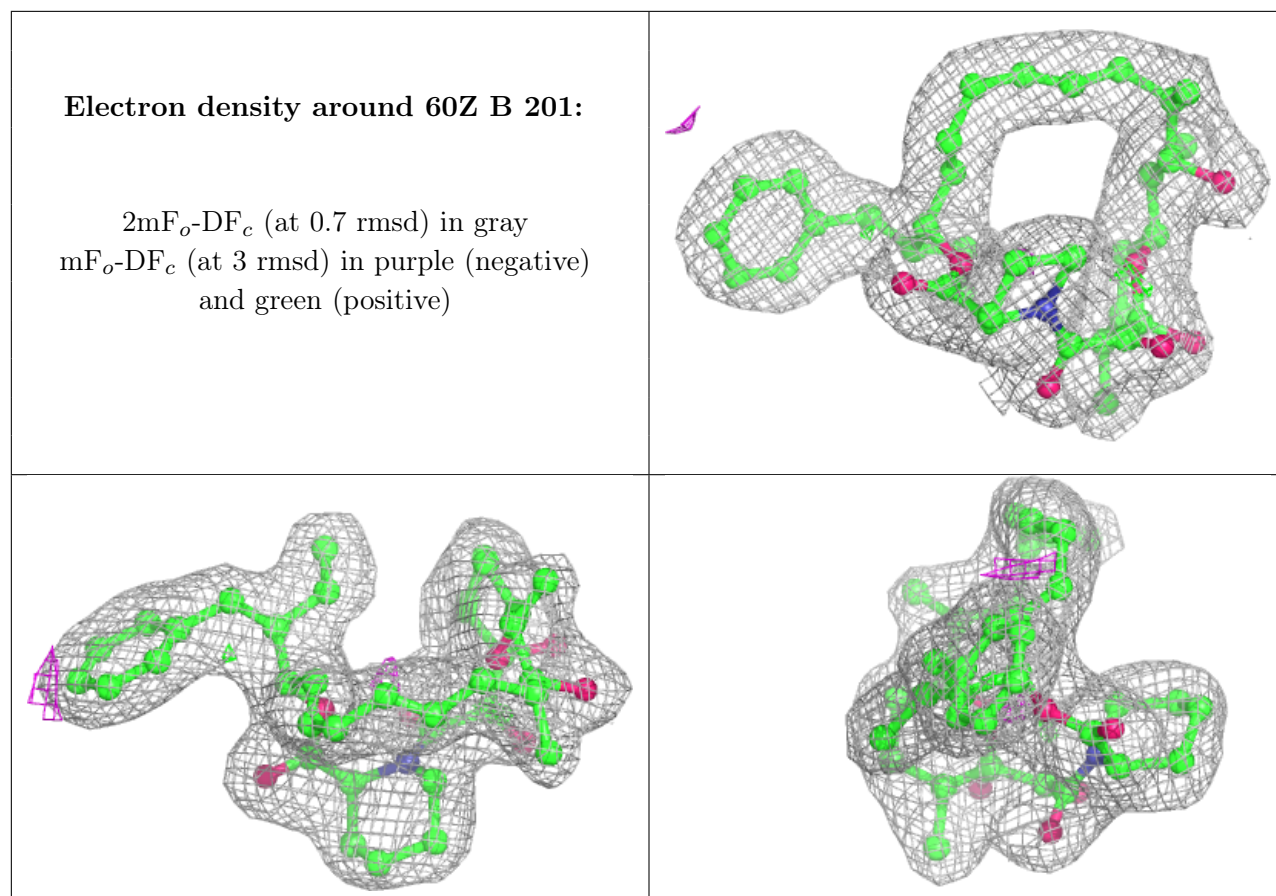 Electron density around 60Z B 201:
2mFo-DFc (at 0.7 rmsd) in gray
mFo-DFc (at 3 rmsd) in purple (negative)
and green (positive)